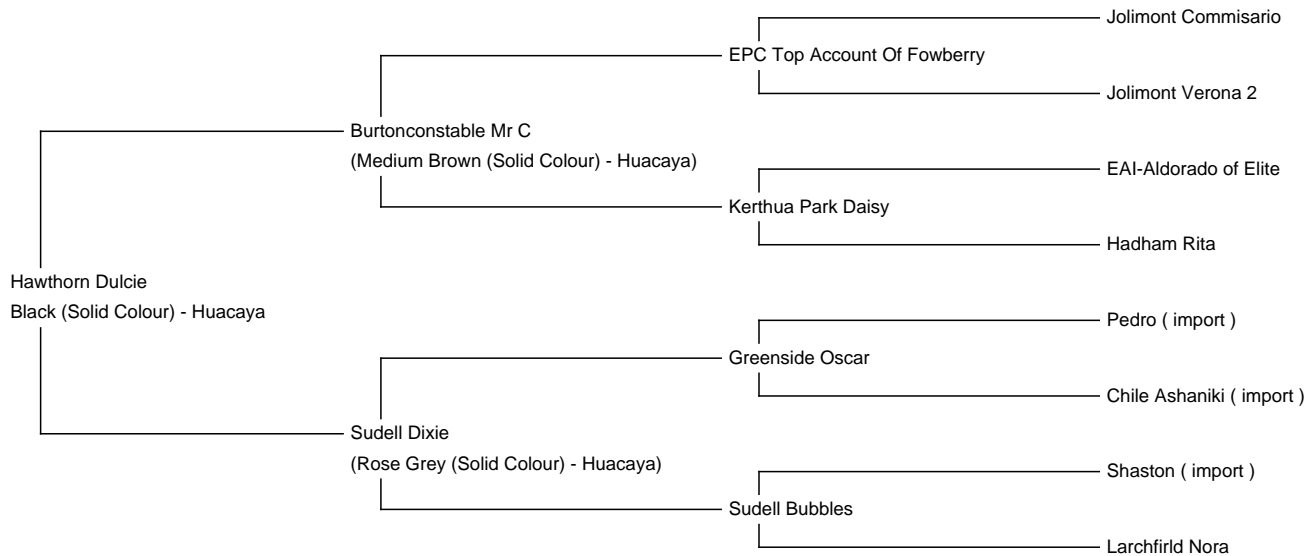 Jolimont Commisario
EPC Top Account Of Fowberry
Jolimont Verona 2
Burtonconstable Mr C
(Medium Brown (Solid Colour) - Huacaya)
EAI-Aldorado of Elite
Kerthua Park Daisy
Hadham Rita
Hawthorn Dulcie
Black (Solid Colour) - Huacaya
Pedro ( import )
Greenside Oscar
Chile Ashaniki ( import )
Sudell Dixie
(Rose Grey (Solid Colour) - Huacaya)
Shaston ( import )
Sudell Bubbles
Larchfirld Nora